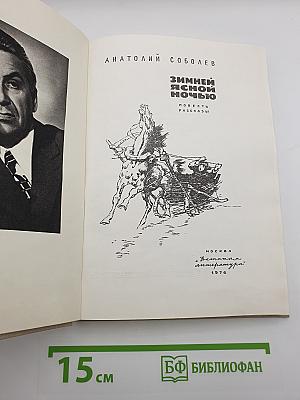 АНАТОЛИЙ СОБОЛЕВ
ЗИМНЕЙ
ЯСНОЙ
НОЧЬЮ
ПОВЕСТЬ
РАССКАЗЫ
МОСКВА
„Детская
литература“
1976
15 см
БФ БИБЛИОФАН